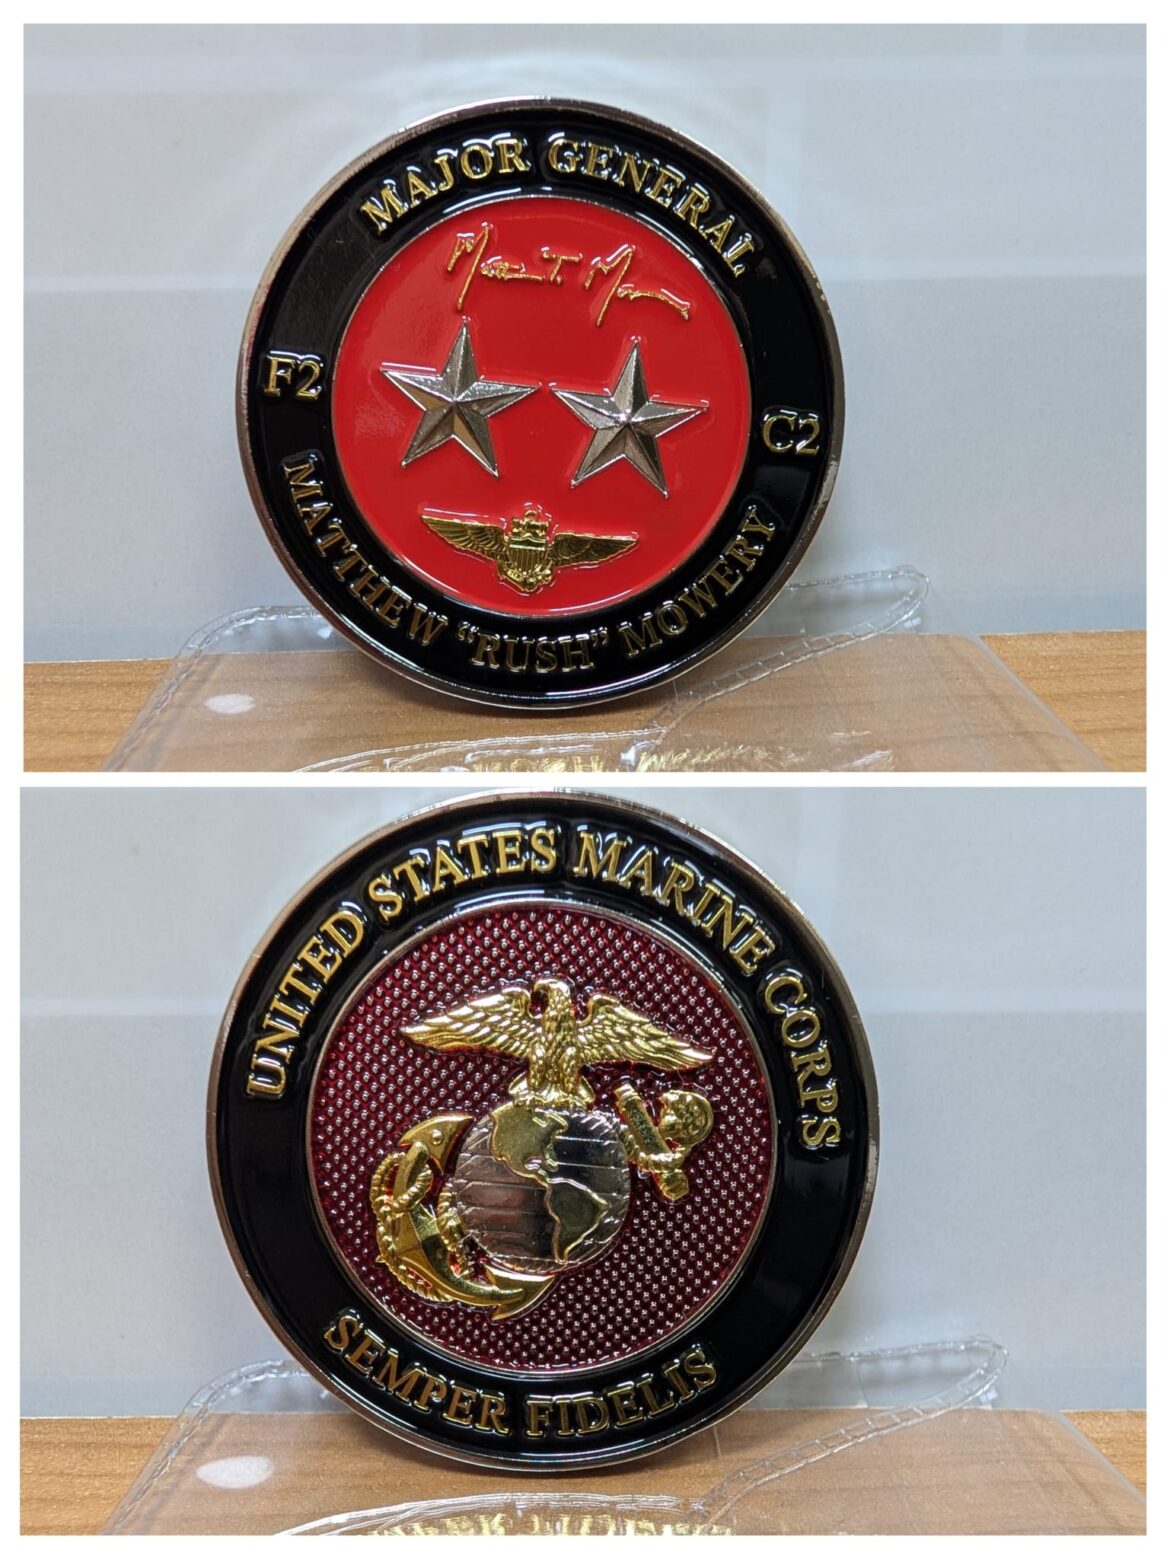 MAJOR GENERAL
F2
C2
MATTHEW "RUSH" MOWERY
UNITED STATES MARINE CORPS
SEMPER FIDELIS